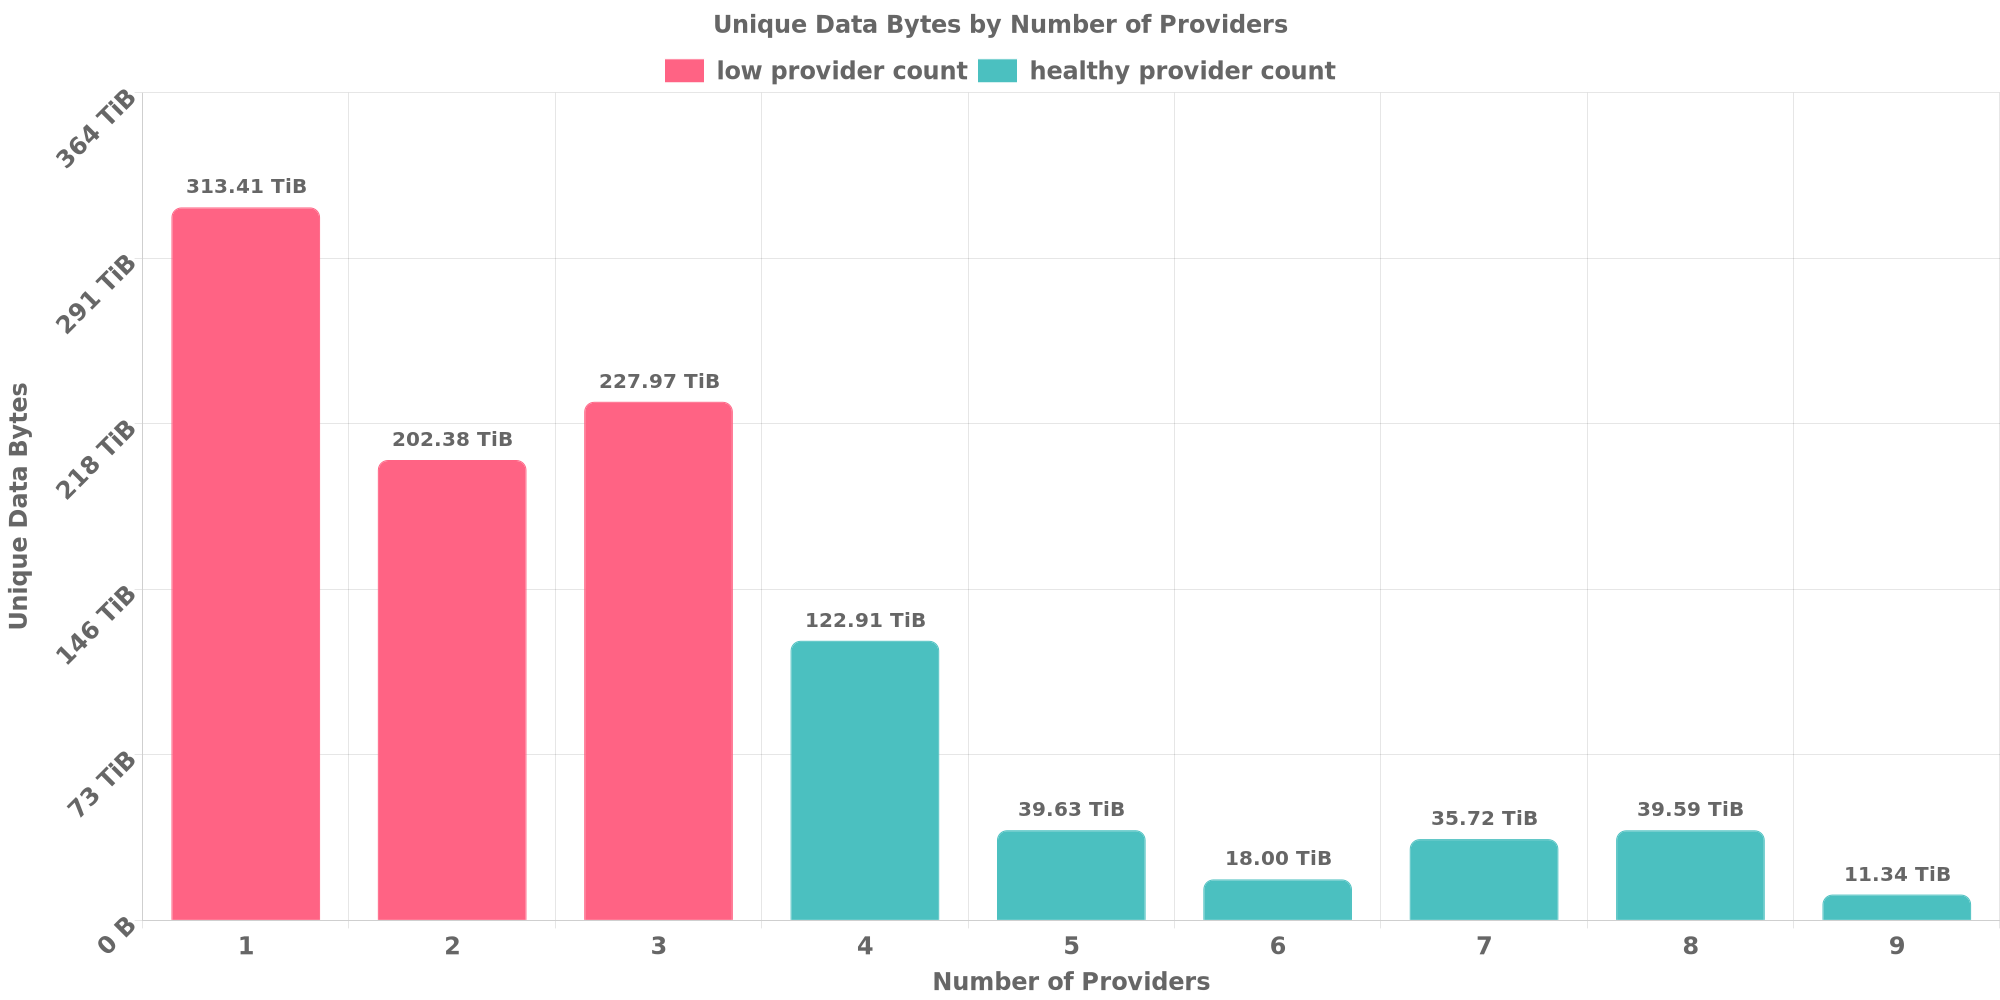 Unique Data Bytes by Number of Providers
low provider count healthy provider count
364 TiB
291 TiB
218 TiB
146 TiB
73 TiB
0 B
Unique Data Bytes
313.41 TiB
202.38 TiB
227.97 TiB
122.91 TiB
39.63 TiB
18.00 TiB
35.72 TiB
39.59 TiB
11.34 TiB
1 2 3 4 5 6 7 8 9
Number of Providers